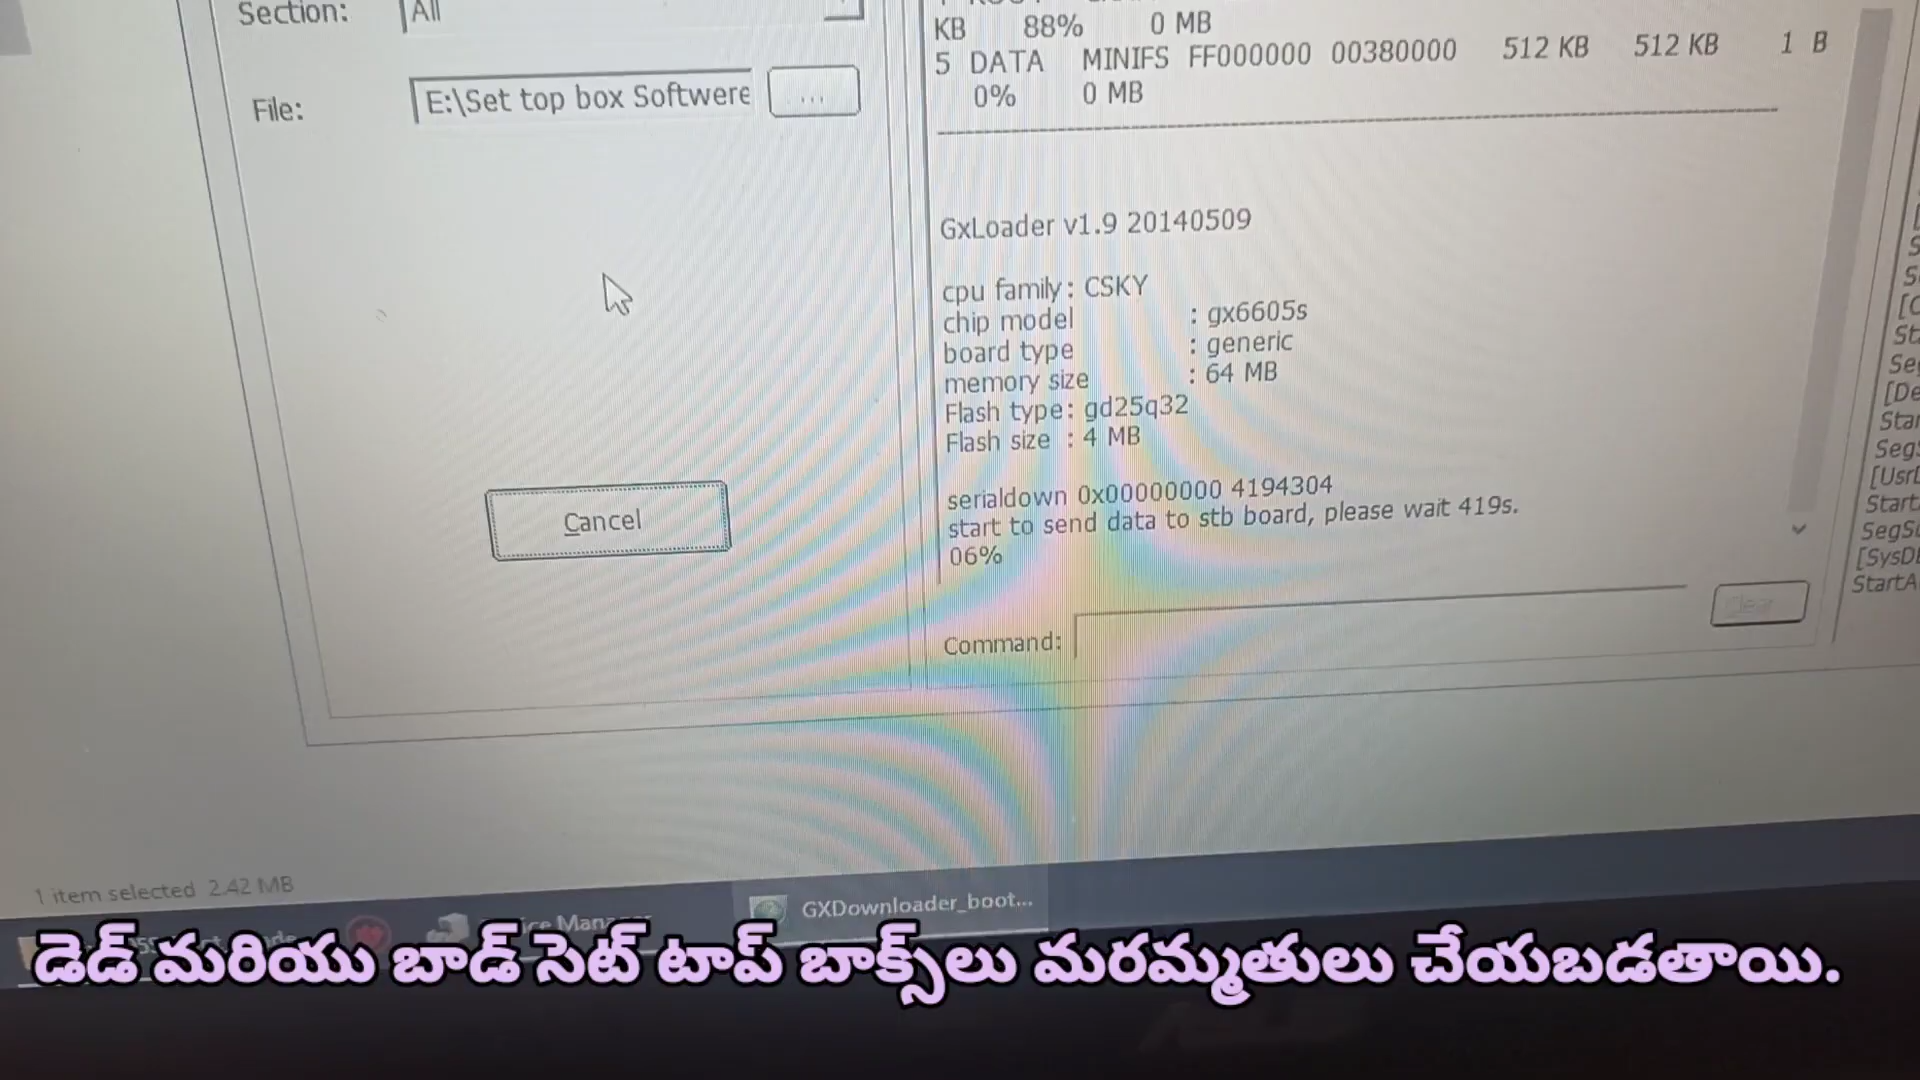 Section: All
File: E:\Set top box Softwere ...
Cancel
KB 88% 0 MB
5 DATA MINIFS FF000000 00380000 512 KB 512 KB 1 B
0% 0 MB
GxLoader v1.9 20140509
cpu family : CSKY
chip model : gx6605s
board type : generic
memory size : 64 MB
Flash type : gd25q32
Flash size : 4 MB
serialdown 0x00000000 4194304
start to send data to stb board, please wait 419s.
06%
Command:
Clear
StartA
1 item selected 2.42 MB
GXDownloader_boot...
డెడ్ మరియు బాడ్ సెట్ టాప్ బాక్స్‌లు మరమ్మతులు చేయబడతాయి.